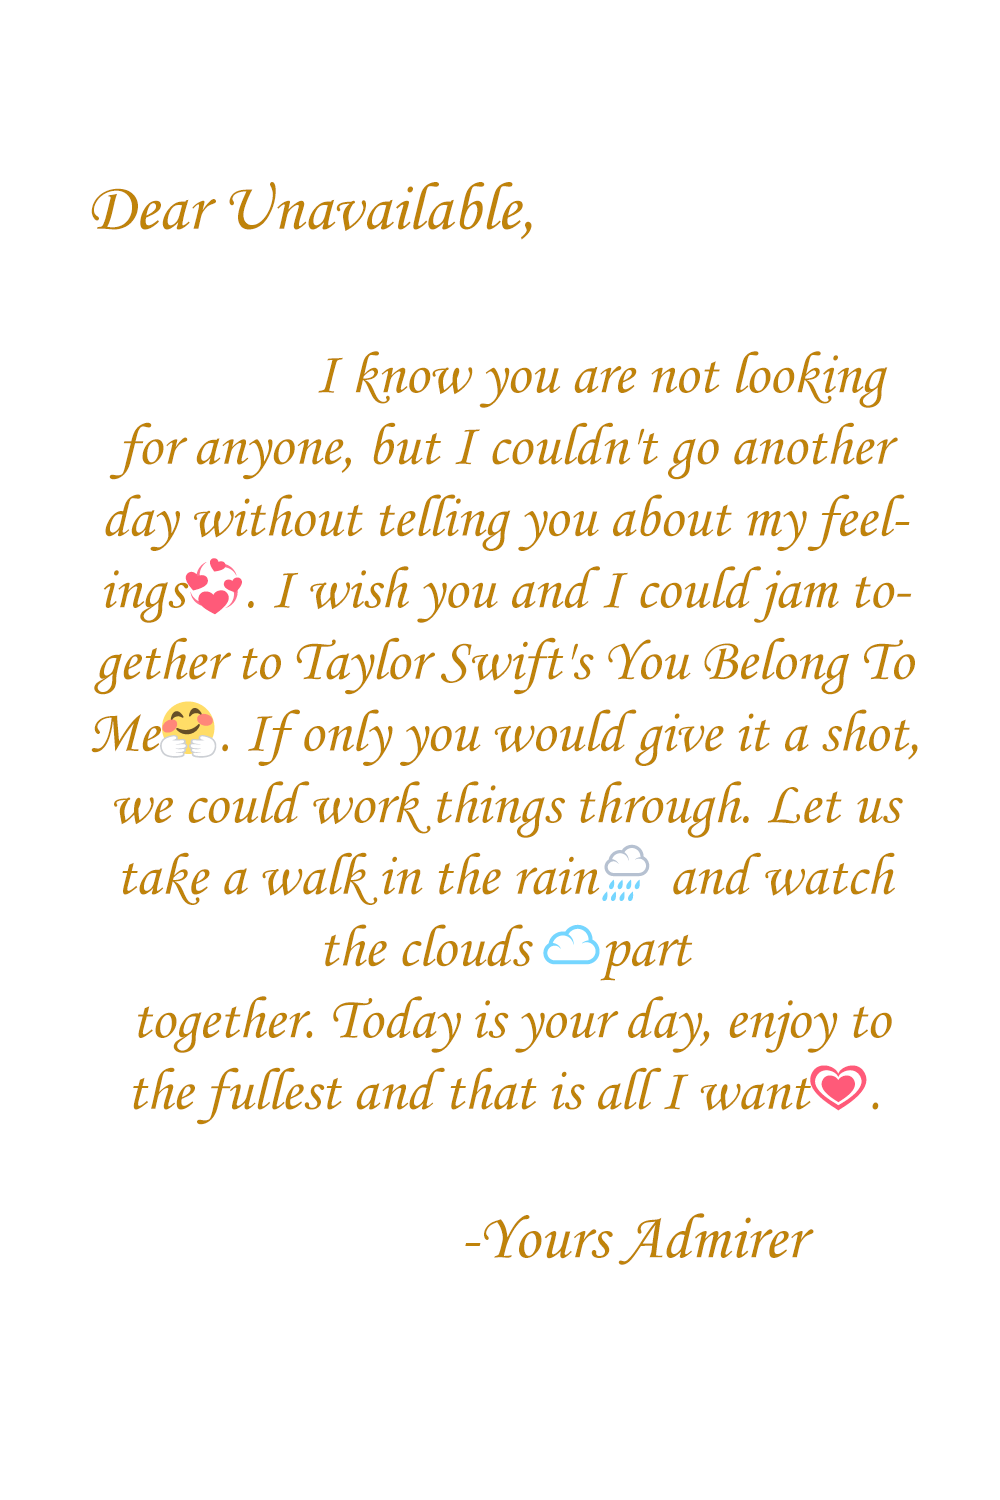 Dear Unavailable,
I know you are not looking
for anyone, but I couldn't go another
day without telling you about my feel-
ings💞. I wish you and I could jam to-
gether to Taylor Swift's You Belong To
Me🤗. If only you would give it a shot,
we could work things through. Let us
take a walk in the rain🌧 and watch
the clouds ☁part
together. Today is your day, enjoy to
the fullest and that is all I want💗.
-Yours Admirer